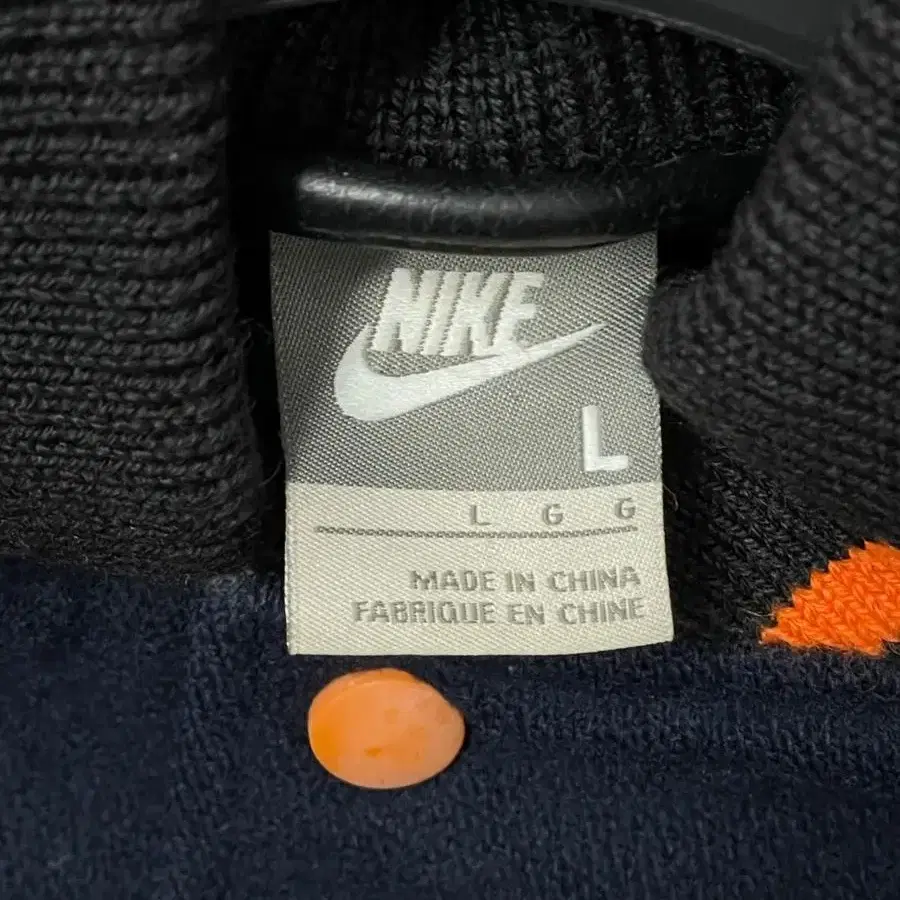 NIKE
L
L G G
MADE IN CHINA
FABRIQUE EN CHINE